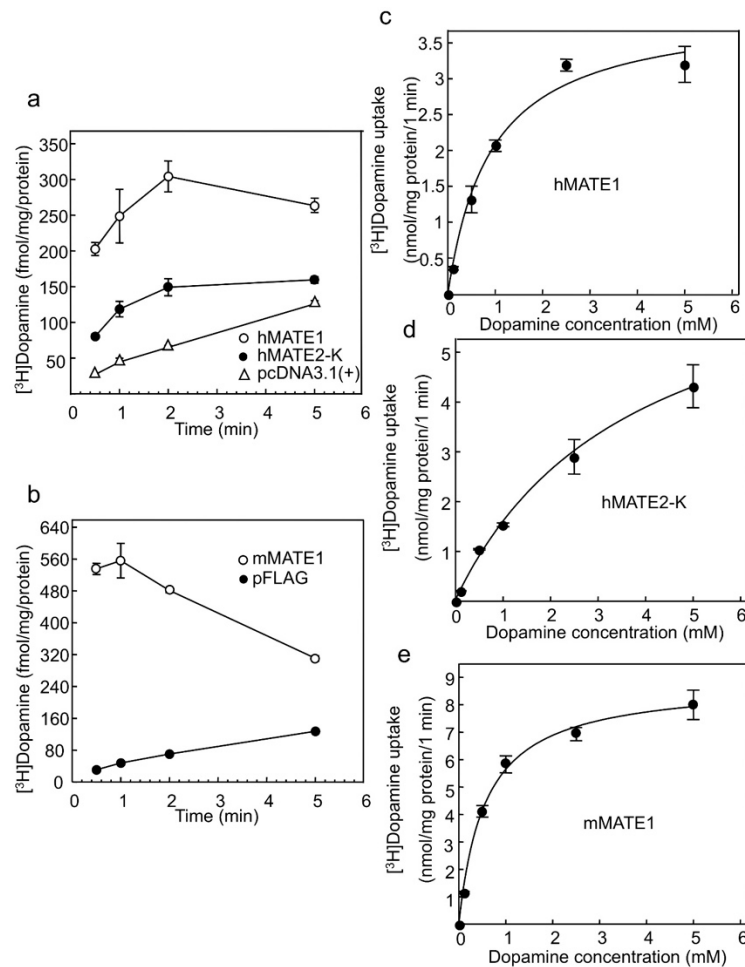 a
[³H]Dopamine (fmol/mg/protein)
350
300
250
200
150
100
50
0 1 2 3 4 5 6
Time (min)
hMATE1
hMATE2-K
pcDNA3.1(+)
b
[³H]Dopamine (fmol/mg/protein)
640
560
480
400
320
240
160
80
0
0 1 2 3 4 5 6
Time (min)
mMATE1
pFLAG
c
[³H]Dopamine uptake
(nmol/mg protein/1 min)
3.5
3
2.5
2
1.5
1
0.5
0 1 2 3 4 5 6
Dopamine concentration (mM)
hMATE1
d
[³H]Dopamine uptake
(nmol/mg protein/1 min)
5
4
3
2
1
0 1 2 3 4 5 6
Dopamine concentration (mM)
hMATE2-K
e
[³H]Dopamine uptake
(nmol/mg protein/1 min)
9
8
7
6
5
4
3
2
1
0 1 2 3 4 5 6
Dopamine concentration (mM)
mMATE1